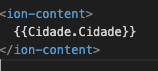 <ion-content>
{{Cidade.Cidade}}
</ion-content>